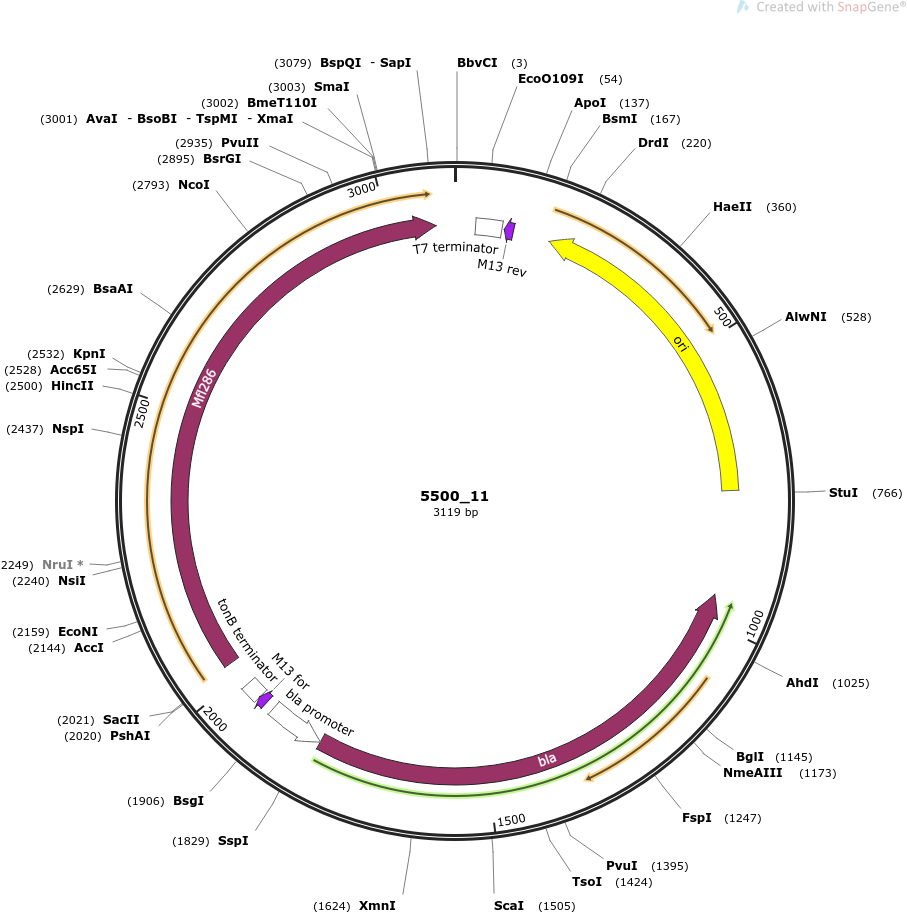 Created with SnapGene®
(3079) BspQI - SapI
BbvCI (3)
(3003) SmaI
EcoO109I (54)
(3002) BmeT110I
ApoI (137)
(3001) AvaI - BsoBI - TspMI - XmaI
BsmI (167)
(2935) PvuII
DrdI (220)
(2895) BsrGI
(2793) NcoI
3000
HaeII (360)
T7 terminator
M13 rev
(2629) BsaAI
500
AlwNI (528)
ori
(2532) KpnI
(2528) Acc65I
(2500) HincII
Mfl286
2500
(2437) NspI
5500_11
3119 bp
StuI (766)
2249) NruI *
(2240) NsiI
(2159) EcoNI
(2144) AccI
tonB terminator
1000
M13 for
AhdI (1025)
bla promoter
(2021) SacII
2000
(2020) PshAI
bla
BglI (1145)
NmeAIII (1173)
(1906) BsgI
FspI (1247)
1500
(1829) SspI
PvuI (1395)
TsoI (1424)
(1624) XmnI
ScaI (1505)